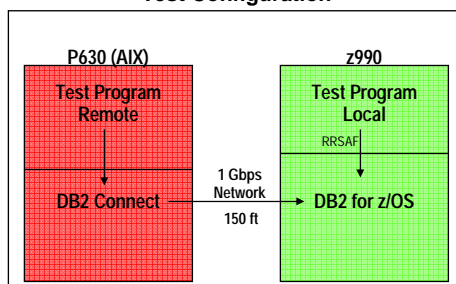 Test Configuration
P630 (AIX)
z990
Test Program
Remote
Test Program
Local
RRSAF
1 Gbps
Network
150 ft
DB2 Connect
DB2 for z/OS